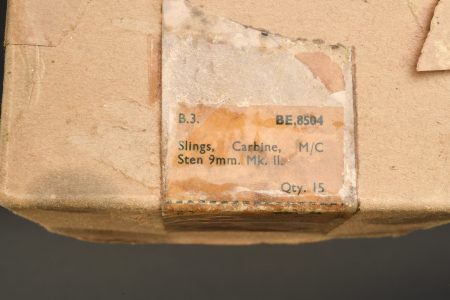 B.3. BE,8504
Slings, Carbine, M/C
Sten 9mm. Mk. II.
Qty. 15